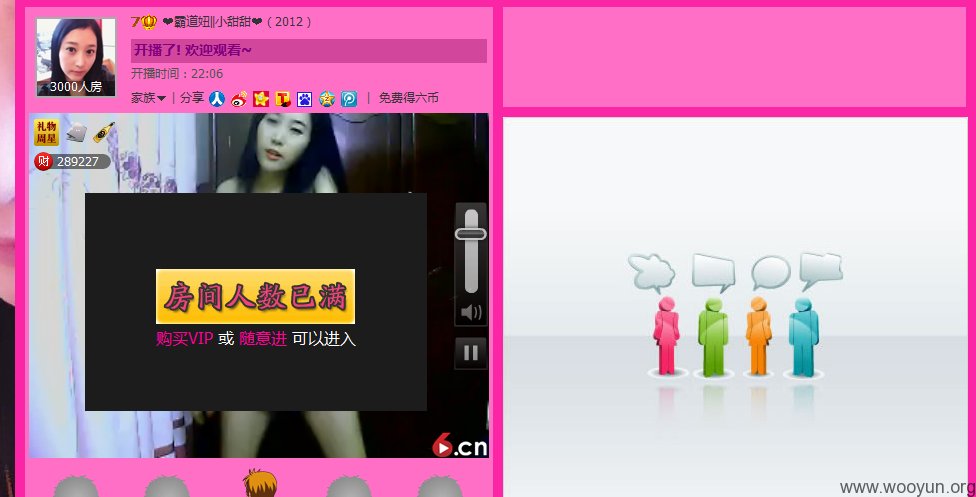 7 ❤霸道妞||小甜甜❤ ( 2012 )
开播了! 欢迎观看~
开播时间：22:06
3000人房
家族 | 分享 | 免费得六币
礼物
周星
财 289227
房间人数已满
购买VIP 或 随意进 可以进入
6.cn
www.wooyun.org